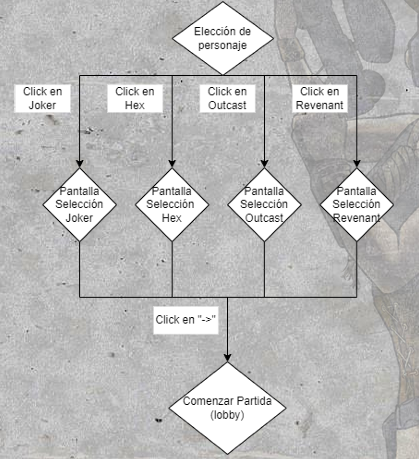 Elección de
personaje
Click en
Joker
Click en
Hex
Click en
Outcast
Click en
Revenant
Pantalla
Selección
Joker
Pantalla
Selección
Hex
Pantalla
Selección
Outcast
Pantalla
Selección
Revenant
Click en "->"
Comenzar Partida
(lobby)